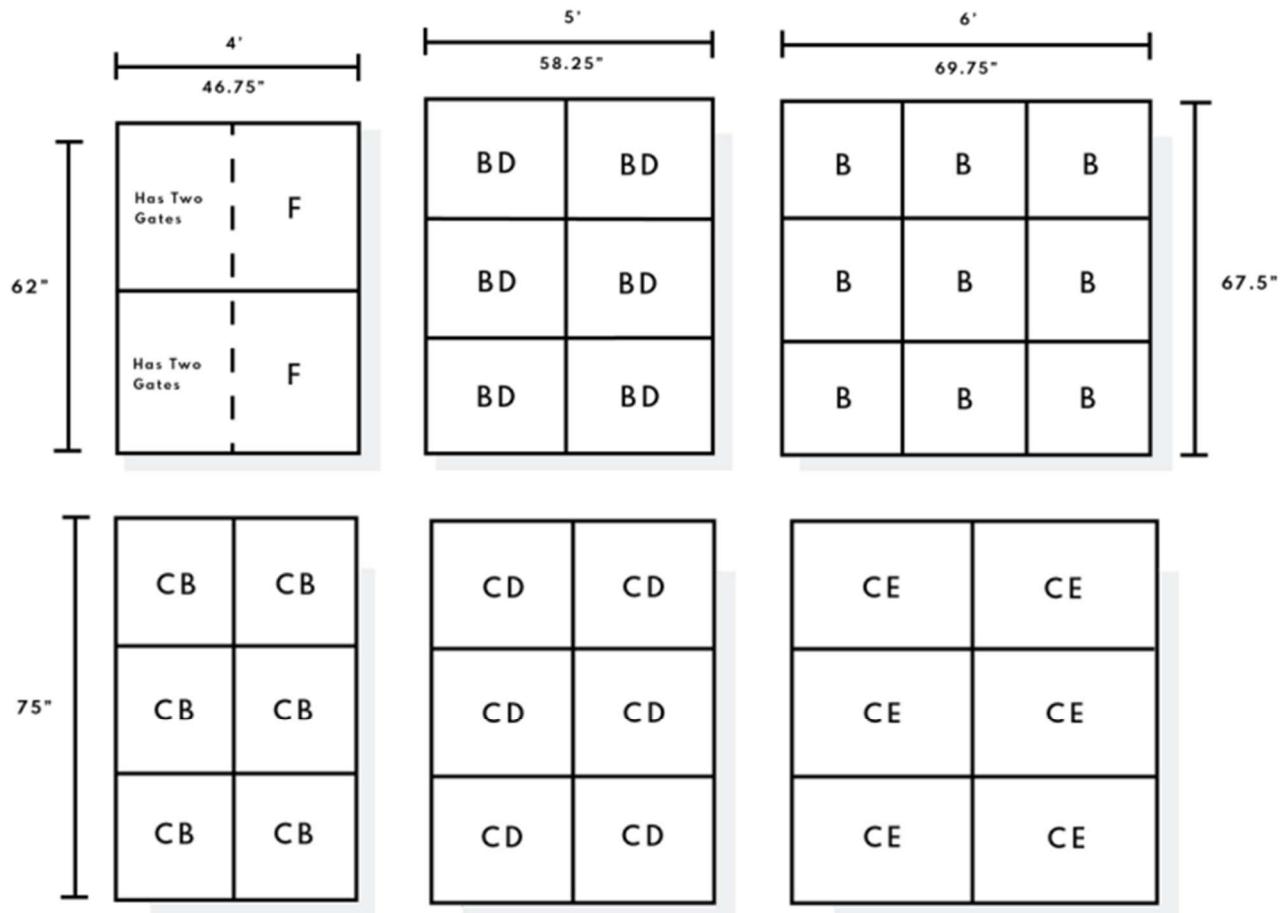 4’
46.75”
5’
58.25”
6’
69.75”
62”
Has Two
Gates
F
Has Two
Gates
F
BD BD
BD BD
BD BD
B B B
B B B
B B B
67.5”
75”
CB CB
CB CB
CB CB
CD CD
CD CD
CD CD
CE CE
CE CE
CE CE